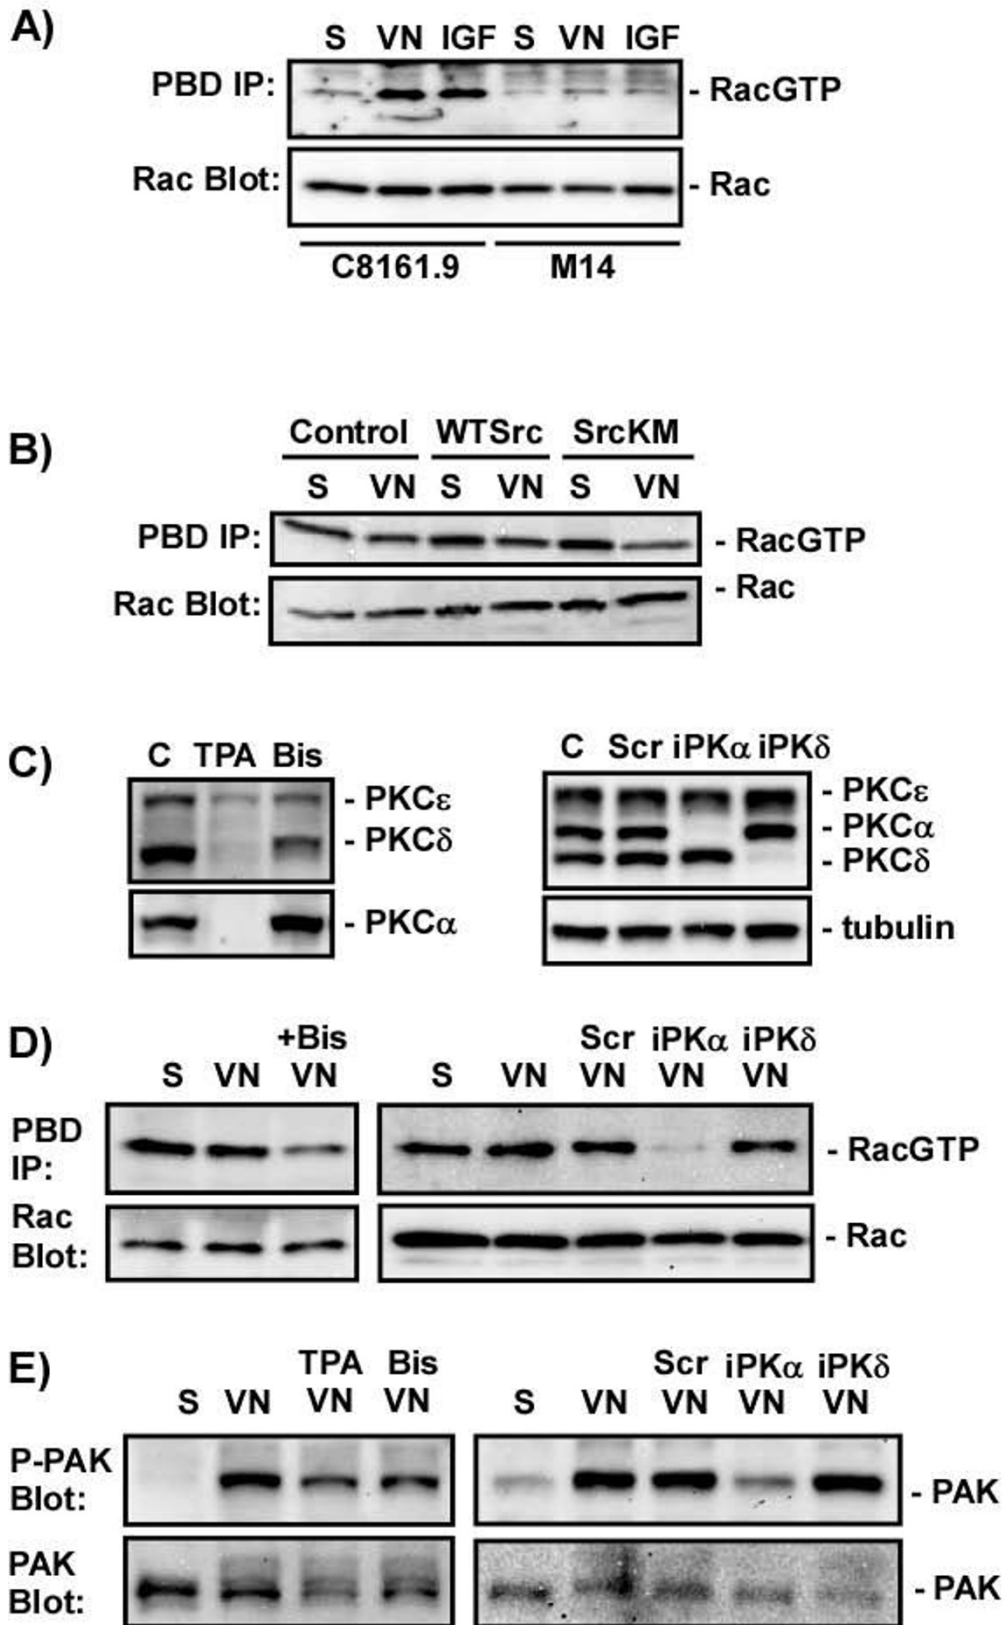 A)
S VN IGF S VN IGF
PBD IP: - RacGTP
Rac Blot: - Rac
C8161.9 M14
B)
Control WTSrc SrcKM
S VN S VN S VN
PBD IP: - RacGTP
Rac Blot: - Rac
C)
C TPA Bis
- PKCε
- PKCδ
- PKCα
C Scr iPKα iPKδ
- PKCε
- PKCα
- PKCδ
- tubulin
D)
+Bis Scr iPKα iPKδ
S VN VN S VN VN VN VN
PBD
IP:
- RacGTP
Rac
Blot:
- Rac
E)
TPA Bis Scr iPKα iPKδ
S VN VN VN S VN VN VN VN
P-PAK
Blot:
- PAK
PAK
Blot:
- PAK